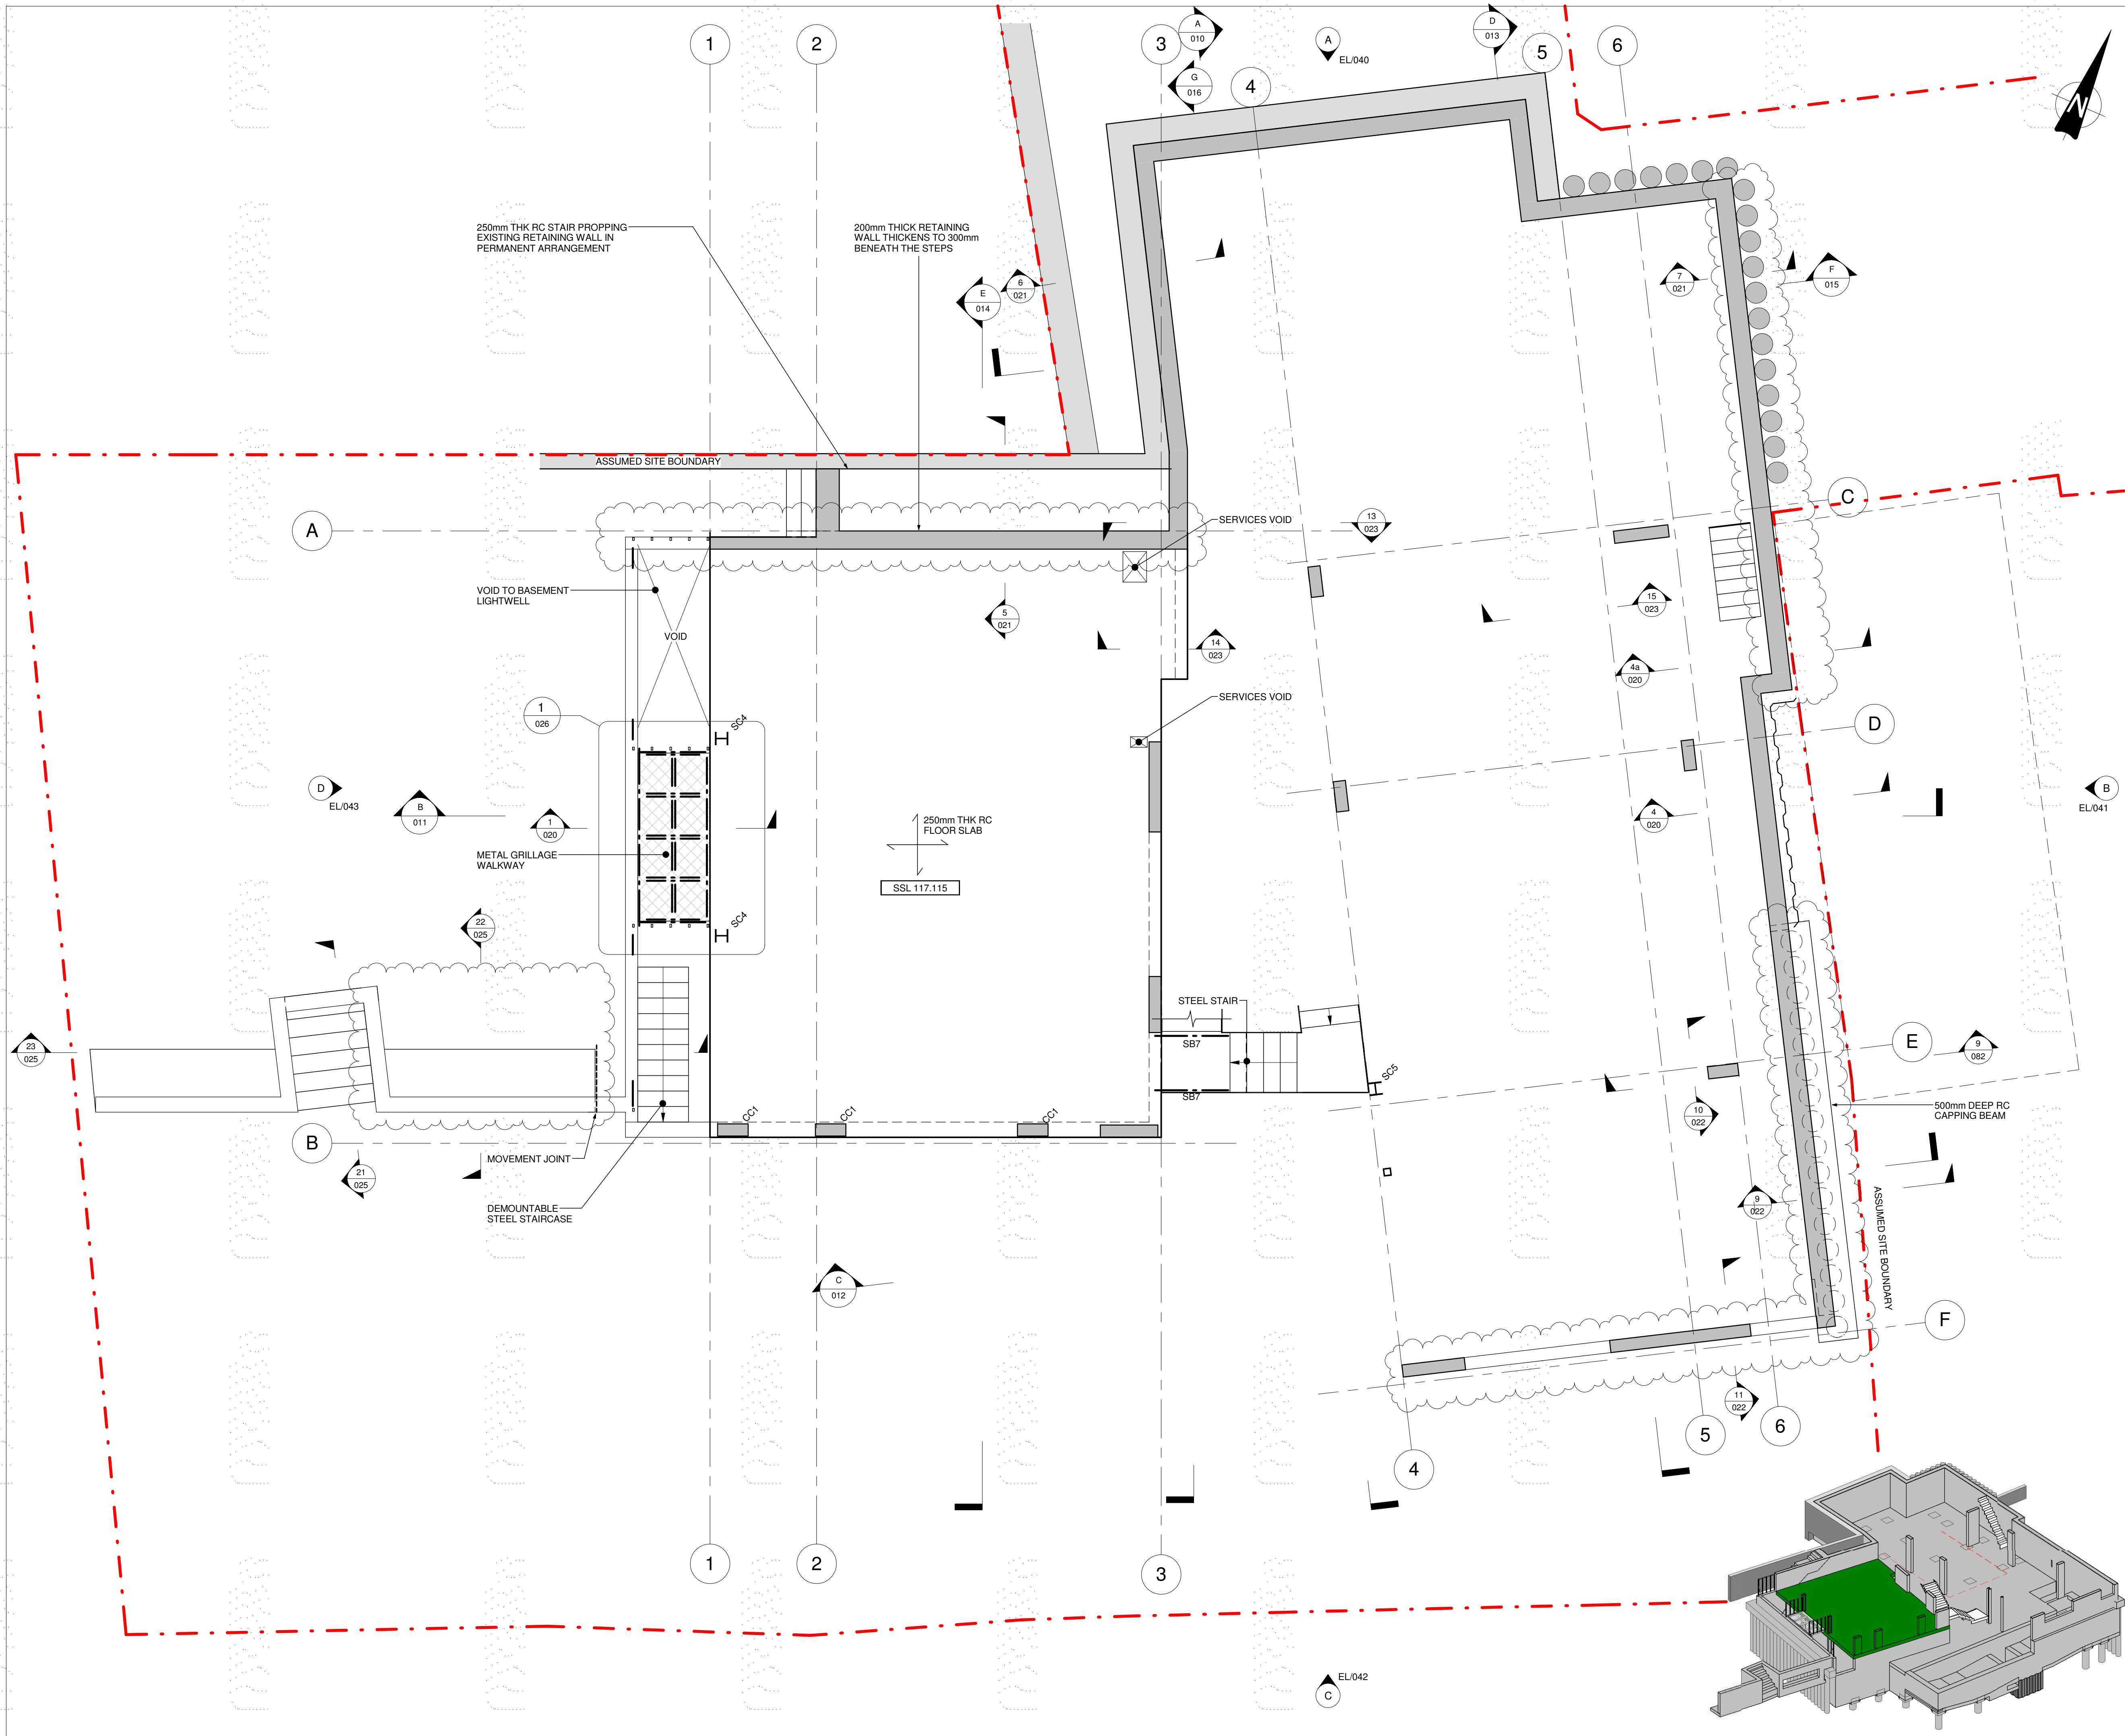 1
2
3
A
010
G
016
A
EL/040
D
013
4
5
6
N
250mm THK RC STAIR PROPPING
EXISTING RETAINING WALL IN
PERMANENT ARRANGEMENT
200mm THICK RETAINING
WALL THICKENS TO 300mm
BENEATH THE STEPS
E
014
6
021
7
021
F
015
ASSUMED SITE BOUNDARY
A
SERVICES VOID
13
023
C
VOID TO BASEMENT
LIGHTWELL
VOID
5
021
14
023
15
023
4a
020
SERVICES VOID
1
026
SC4
D
D
EL/043
B
011
1
020
250mm THK RC
FLOOR SLAB
4
020
B
EL/041
METAL GRILLAGE
WALKWAY
SSL 117.115
22
025
SC4
STEEL STAIR
SB7
SB7
SC5
23
025
E
9
082
10
022
500mm DEEP RC
CAPPING BEAM
CC1
CC1
CC1
B
MOVEMENT JOINT
21
025
DEMOUNTABLE
STEEL STAIRCASE
9
022
ASSUMED SITE BOUNDARY
C
012
F
11
022
4
5
6
1
2
3
EL/042
C